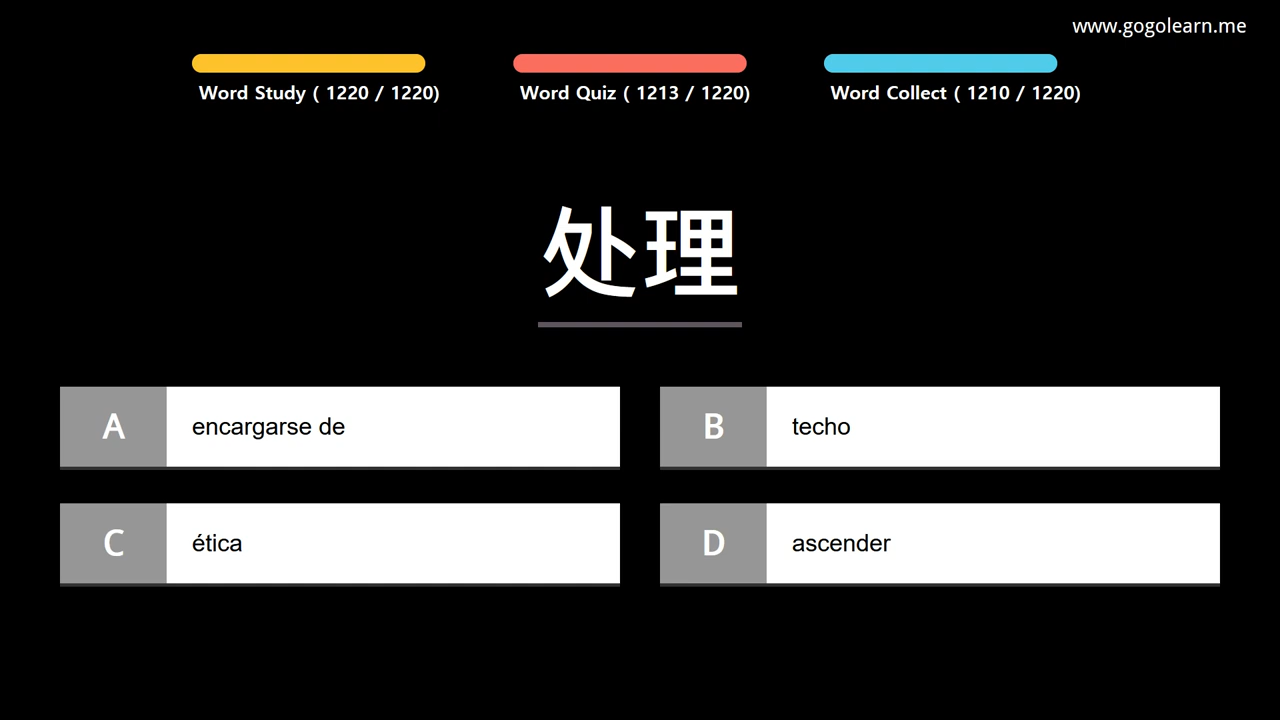 www.gogolearn.me
Word Study ( 1220 / 1220)
Word Quiz ( 1213 / 1220)
Word Collect ( 1210 / 1220)
处理
A encargarse de
B techo
C ética
D ascender